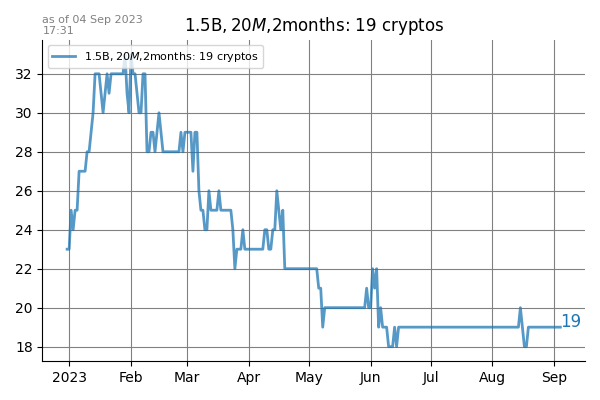 as of 04 Sep 2023
17:31
1.5B, 20M,2months: 19 cryptos
1.5B, 20M,2months: 19 cryptos
32
30
28
26
24
22
20
18
19
2023
Feb
Mar
Apr
May
Jun
Jul
Aug
Sep